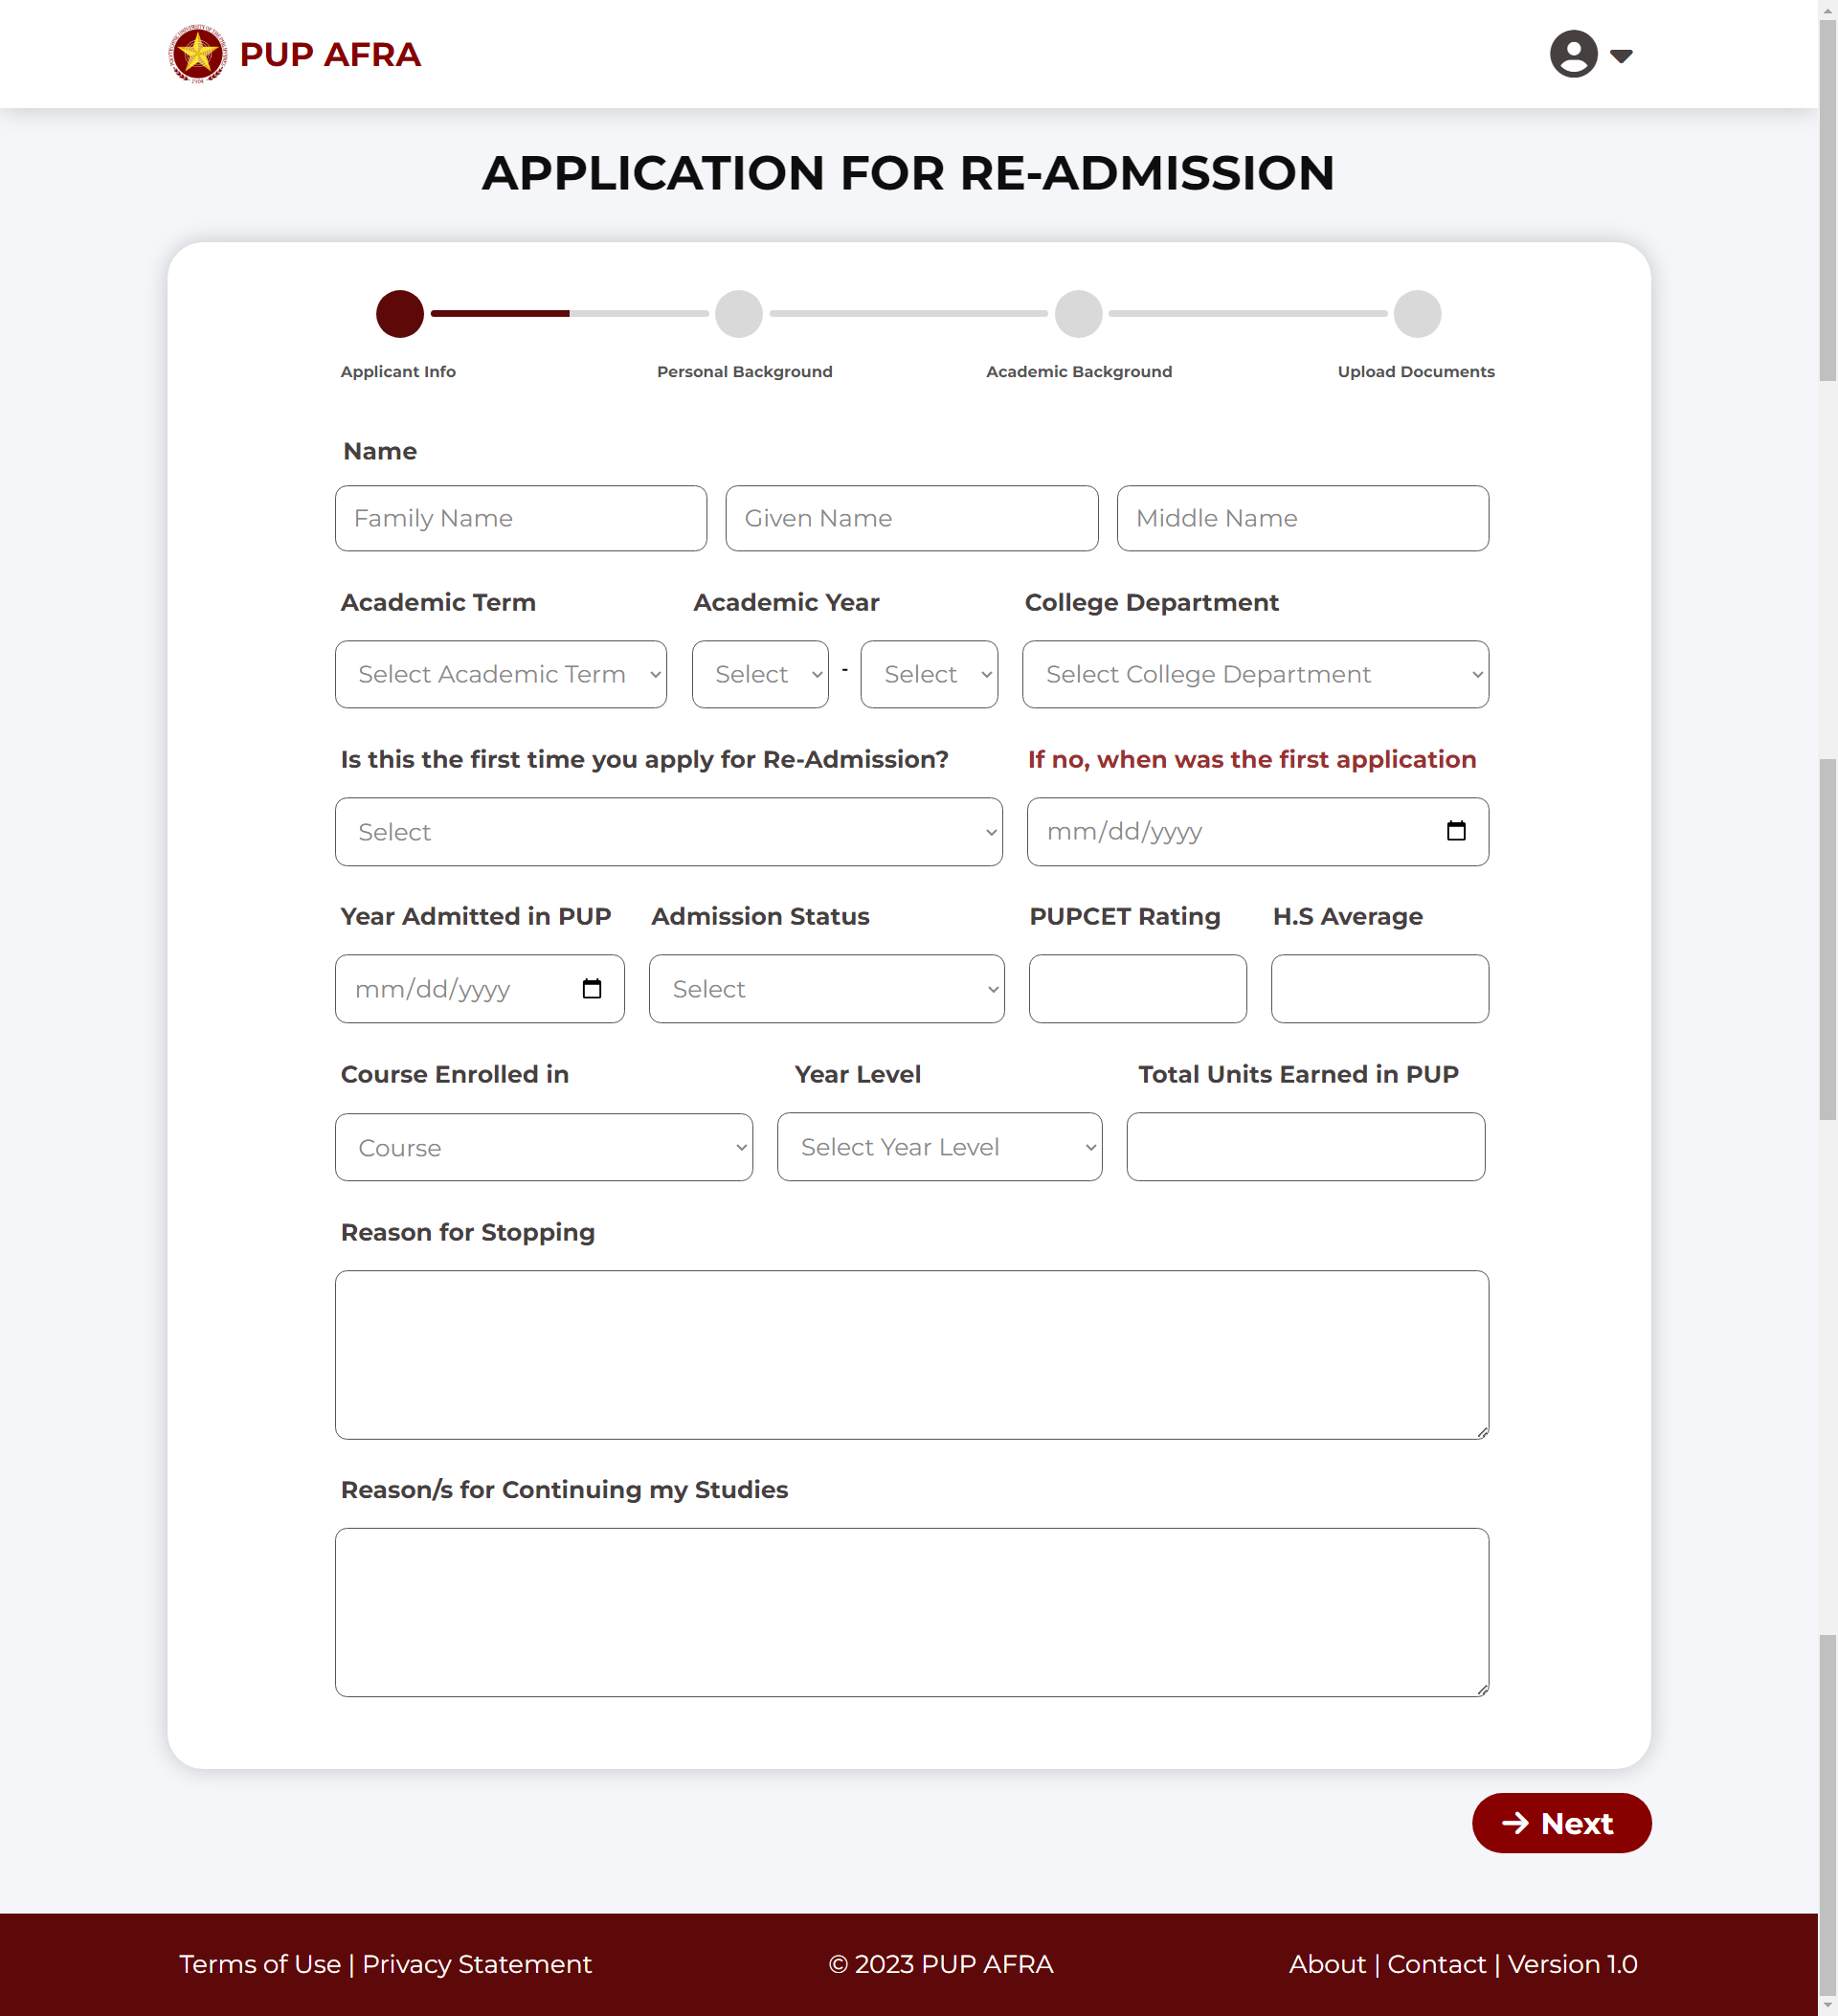 PUP AFRA
APPLICATION FOR RE-ADMISSION
Applicant Info Personal Background Academic Background Upload Documents
Name
Family Name Given Name Middle Name
Academic Term Academic Year College Department
Select Academic Term Select - Select Select College Department
Is this the first time you apply for Re-Admission? If no, when was the first application
Select mm/dd/yyyy
Year Admitted in PUP Admission Status PUPCET Rating H.S Average
mm/dd/yyyy Select
Course Enrolled in Year Level Total Units Earned in PUP
Course Select Year Level
Reason for Stopping
Reason/s for Continuing my Studies
Next
Terms of Use | Privacy Statement © 2023 PUP AFRA About | Contact | Version 1.0